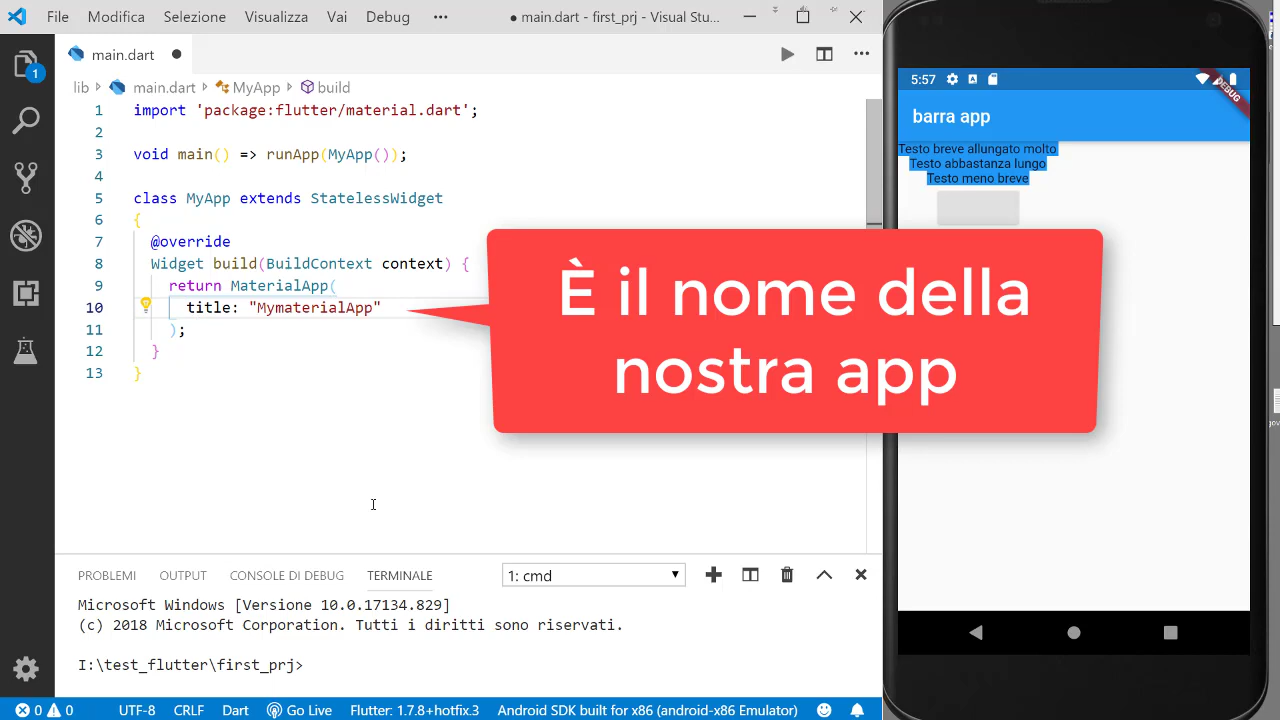 File Modifica Selezione Visualizza Vai Debug ••• ● main.dart - first_prj - Visual Stu...
main.dart ●
lib > main.dart > MyApp > build
1 import 'package:flutter/material.dart';
2
3 void main() => runApp(MyApp());
4
5 class MyApp extends StatelessWidget
6 {
7 @override
8 Widget build(BuildContext context) {
9 return MaterialApp(
10 title: "MymaterialApp"
11 );
12 }
13 }
È il nome della
nostra app
PROBLEMI OUTPUT CONSOLE DI DEBUG TERMINALE 1: cmd
Microsoft Windows [Versione 10.0.17134.829]
(c) 2018 Microsoft Corporation. Tutti i diritti sono riservati.
I:\test_flutter\first_prj>
0 0 UTF-8 CRLF Dart Go Live Flutter: 1.7.8+hotfix.3 Android SDK built for x86 (android-x86 Emulator)
1
5:57
DEBUG
barra app
Testo breve allungato molto
Testo abbastanza lungo
Testo meno breve